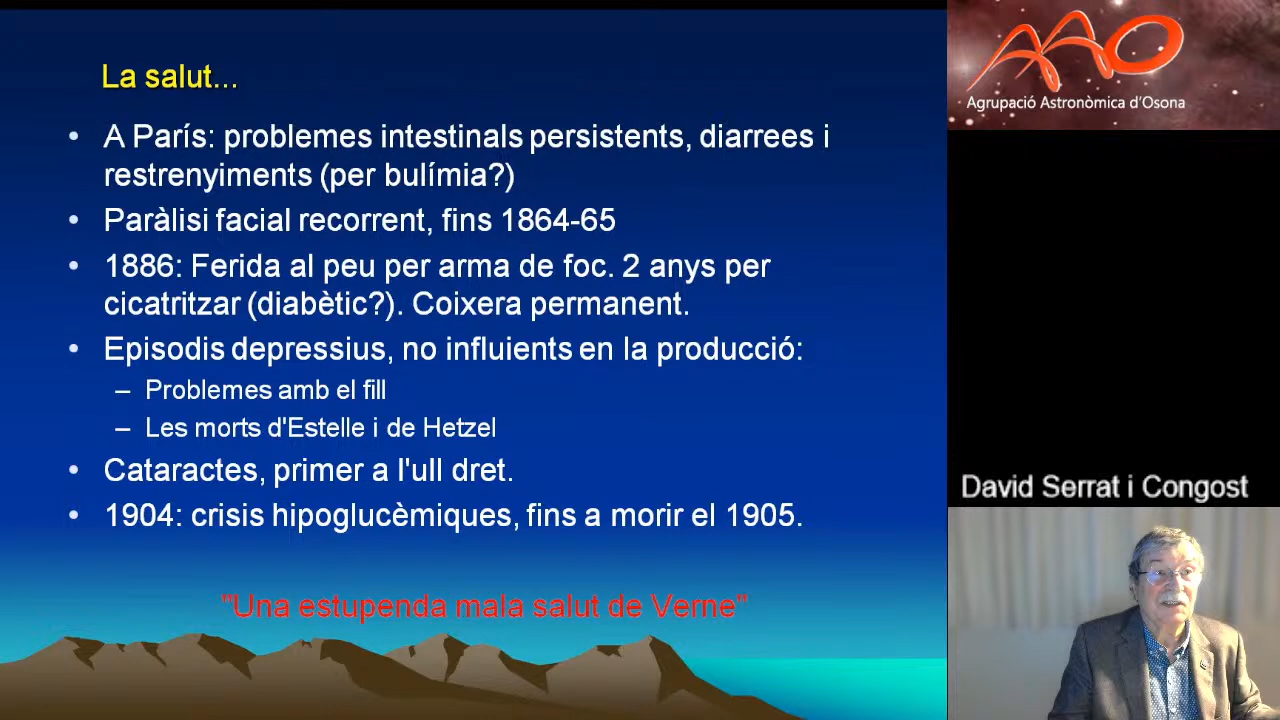 La salut...
• A París: problemes intestinals persistents, diarrees i
restrenyiments (per bulímia?)
• Paràlisi facial recorrent, fins 1864-65
• 1886: Ferida al peu per arma de foc. 2 anys per
cicatritzar (diabètic?). Coixera permanent.
• Episodis depressius, no influients en la producció:
– Problemes amb el fill
– Les morts d'Estelle i de Hetzel
• Cataractes, primer a l'ull dret.
• 1904: crisis hipoglucèmiques, fins a morir el 1905.
"Una estupenda mala salut de Verne"
AAO
Agrupació Astronòmica d'Osona
David Serrat i Congost